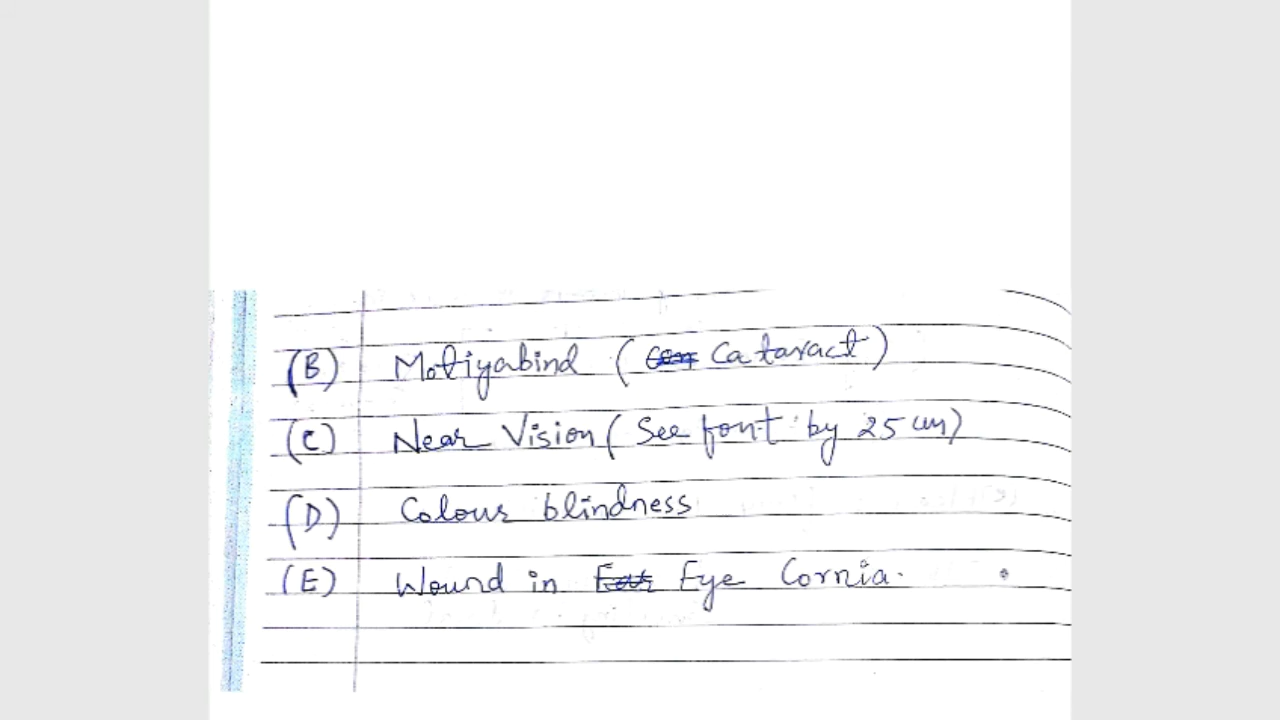 (B) Motiyabind ( Cataract )
(C) Near Vision ( See font by 25 cm)
(D) Colour blindness
(E) Wound in Eye Cornia.